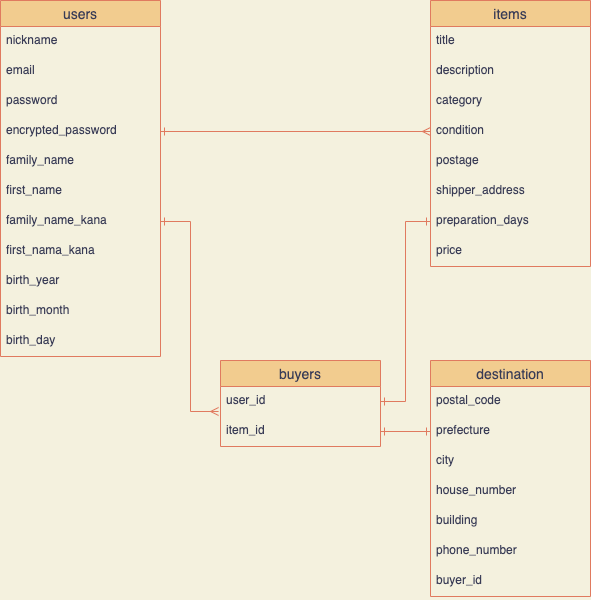 users
nickname
email
password
encrypted_password
family_name
first_name
family_name_kana
first_nama_kana
birth_year
birth_month
birth_day
items
title
description
category
condition
postage
shipper_address
preparation_days
price
buyers
user_id
item_id
destination
postal_code
prefecture
city
house_number
building
phone_number
buyer_id